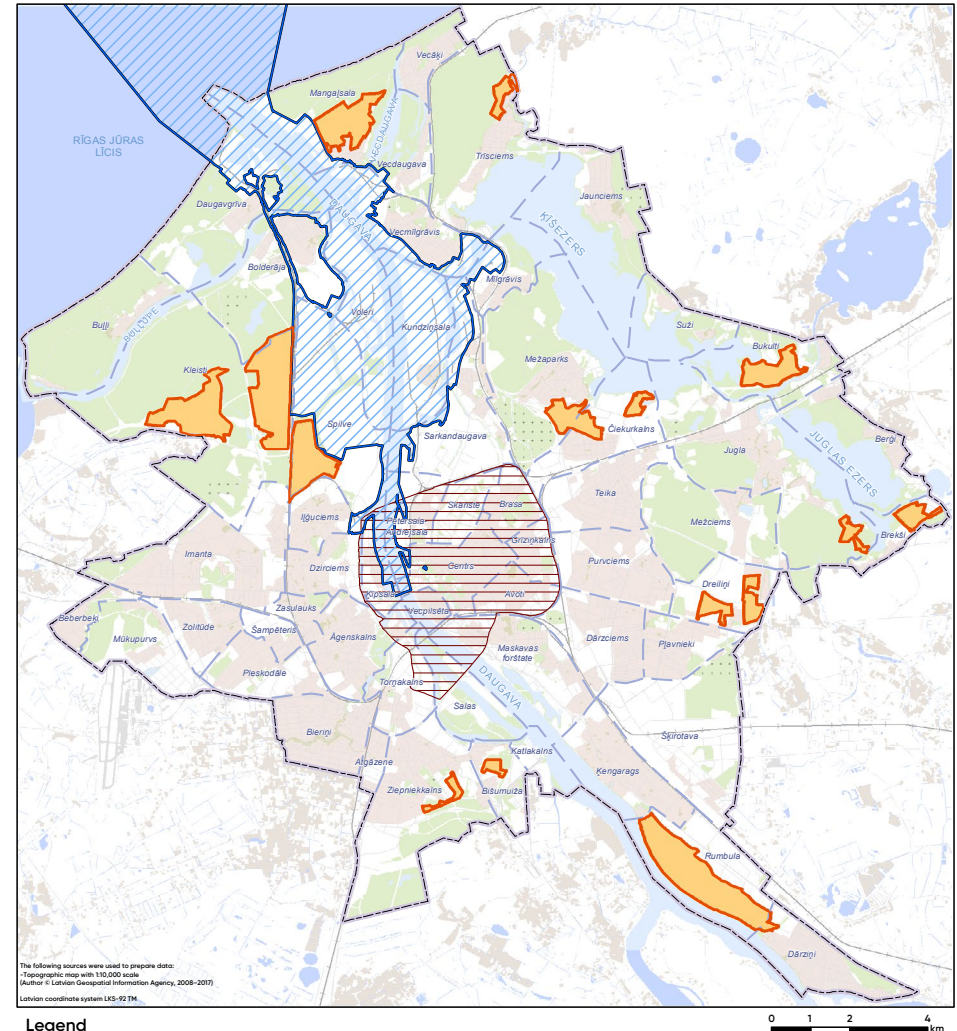 Vecāķi
Mangaļsala
RĪGAS JŪRAS
LĪCIS
VECDAUGAVA
Trīsciems
Vecdaugava
Jaunciems
Daugavgrīva
DAUGAVA
Vecmīlgrāvis
ĶĪŠEZERS
Bolderāja
Mīlgrāvis
Voleri
Kundziņsala
Buļļi
BUĻĻUPE
Suži
Bukulti
Mežaparks
Kleisti
Čiekurkalns
Spilve
Sarkandaugava
Berģi
Jugla
JUGLAS EZERS
Teika
Skanste
Brasa
Iļģuciems
Pētersala
Andrejsala
Mežciems
Brekši
Grīziņkalns
Imanta
Purvciems
Dzirciems
Centrs
Dreiliņi
Ķīpsala
Avoti
Zasulauks
Vecpilsēta
Beberbeķi
Zolitūde
Šampēteris
Mūkupurvs
Āgenskalns
Dārzciems
Pļavnieki
Maskavas
forštate
Pleskodāle
Torņakalns
DAUGAVA
Salas
Bieriņi
Šķirotava
Katlakalns
Atgāzene
Ķengarags
Ziepniekkalns
Bišumuiža
Rumbula
Dārziņi
The following sources were used to prepare data:
-Topographic map with 1:10,000 scale
(Author © Latvian Geospatial Information Agency, 2008–2017)
Latvian coordinate system LKS-92 TM
Legend
0 1 2 4
km